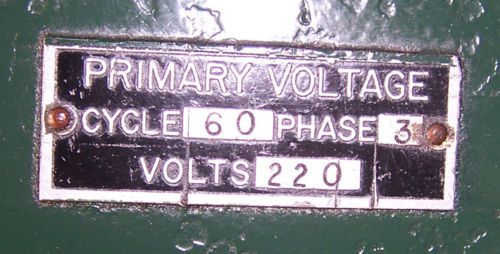 PRIMARY VOLTAGE
CYCLE 60 PHASE 3
VOLTS 220